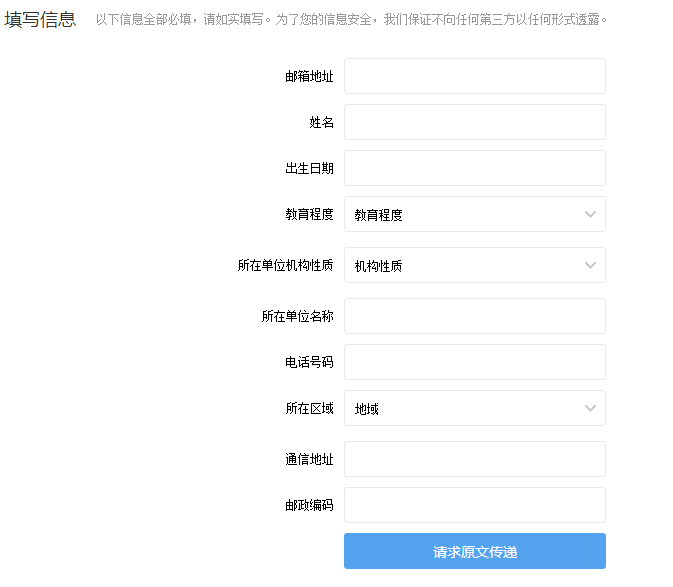 填写信息 以下信息全部必填，请如实填写。为了您的信息安全，我们保证不向任何第三方以任何形式透露。
邮箱地址
姓名
出生日期
教育程度 教育程度
所在单位机构性质 机构性质
所在单位名称
电话号码
所在区域 地域
通信地址
邮政编码
请求原文传递